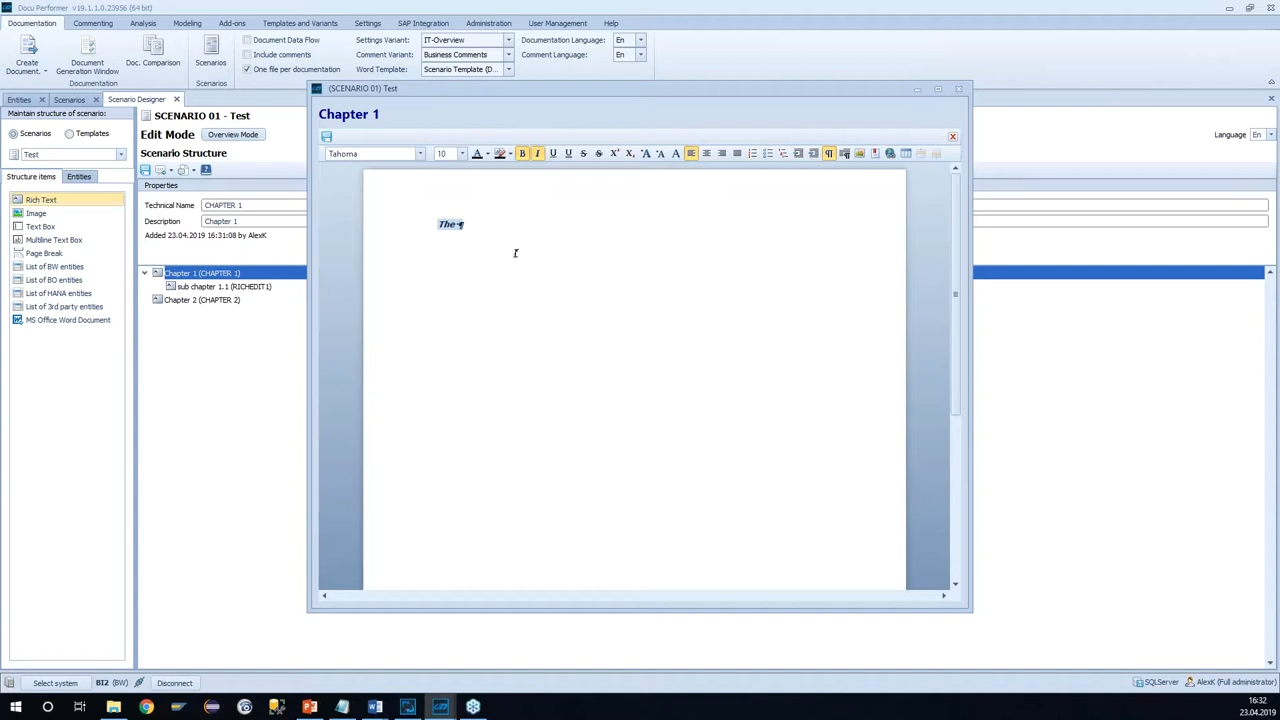 Docu Performer v19.1.1.0.23956 (64 bit)
Documentation Commenting Analysis Modeling Add-ons Templates and Variants Settings SAP Integration Administration User Management Help
Create Document.
Document Generation Window
Doc. Comparison
Scenarios
Document Data Flow
Include comments
One file per documentation
Settings Variant: IT-Overview
Comment Variant: Business Comments
Word Template: Scenario Template (D...
Documentation Language: En
Comment Language: En
Documentation
Scenarios
Entities Scenarios Scenario Designer
Maintain structure of scenario:
Scenarios Templates
Test
Structure items Entities
Rich Text
Image
Text Box
Multiline Text Box
Page Break
List of BW entities
List of BO entities
List of HANA entities
List of 3rd party entities
MS Office Word Document
SCENARIO 01 - Test
Edit Mode Overview Mode
Language En
Scenario Structure
Properties
Technical Name CHAPTER 1
Description Chapter 1
Added 23.04.2019 16:31:08 by AlexK
Chapter 1 (CHAPTER 1)
sub chapter 1.1 (RICHEDIT1)
Chapter 2 (CHAPTER 2)
(SCENARIO 01) Test
Chapter 1
Tahoma 10
The ¶
Select system BI2 (BW) Disconnect SQLServer AlexK (Full administrator)
16:32
23.04.2019